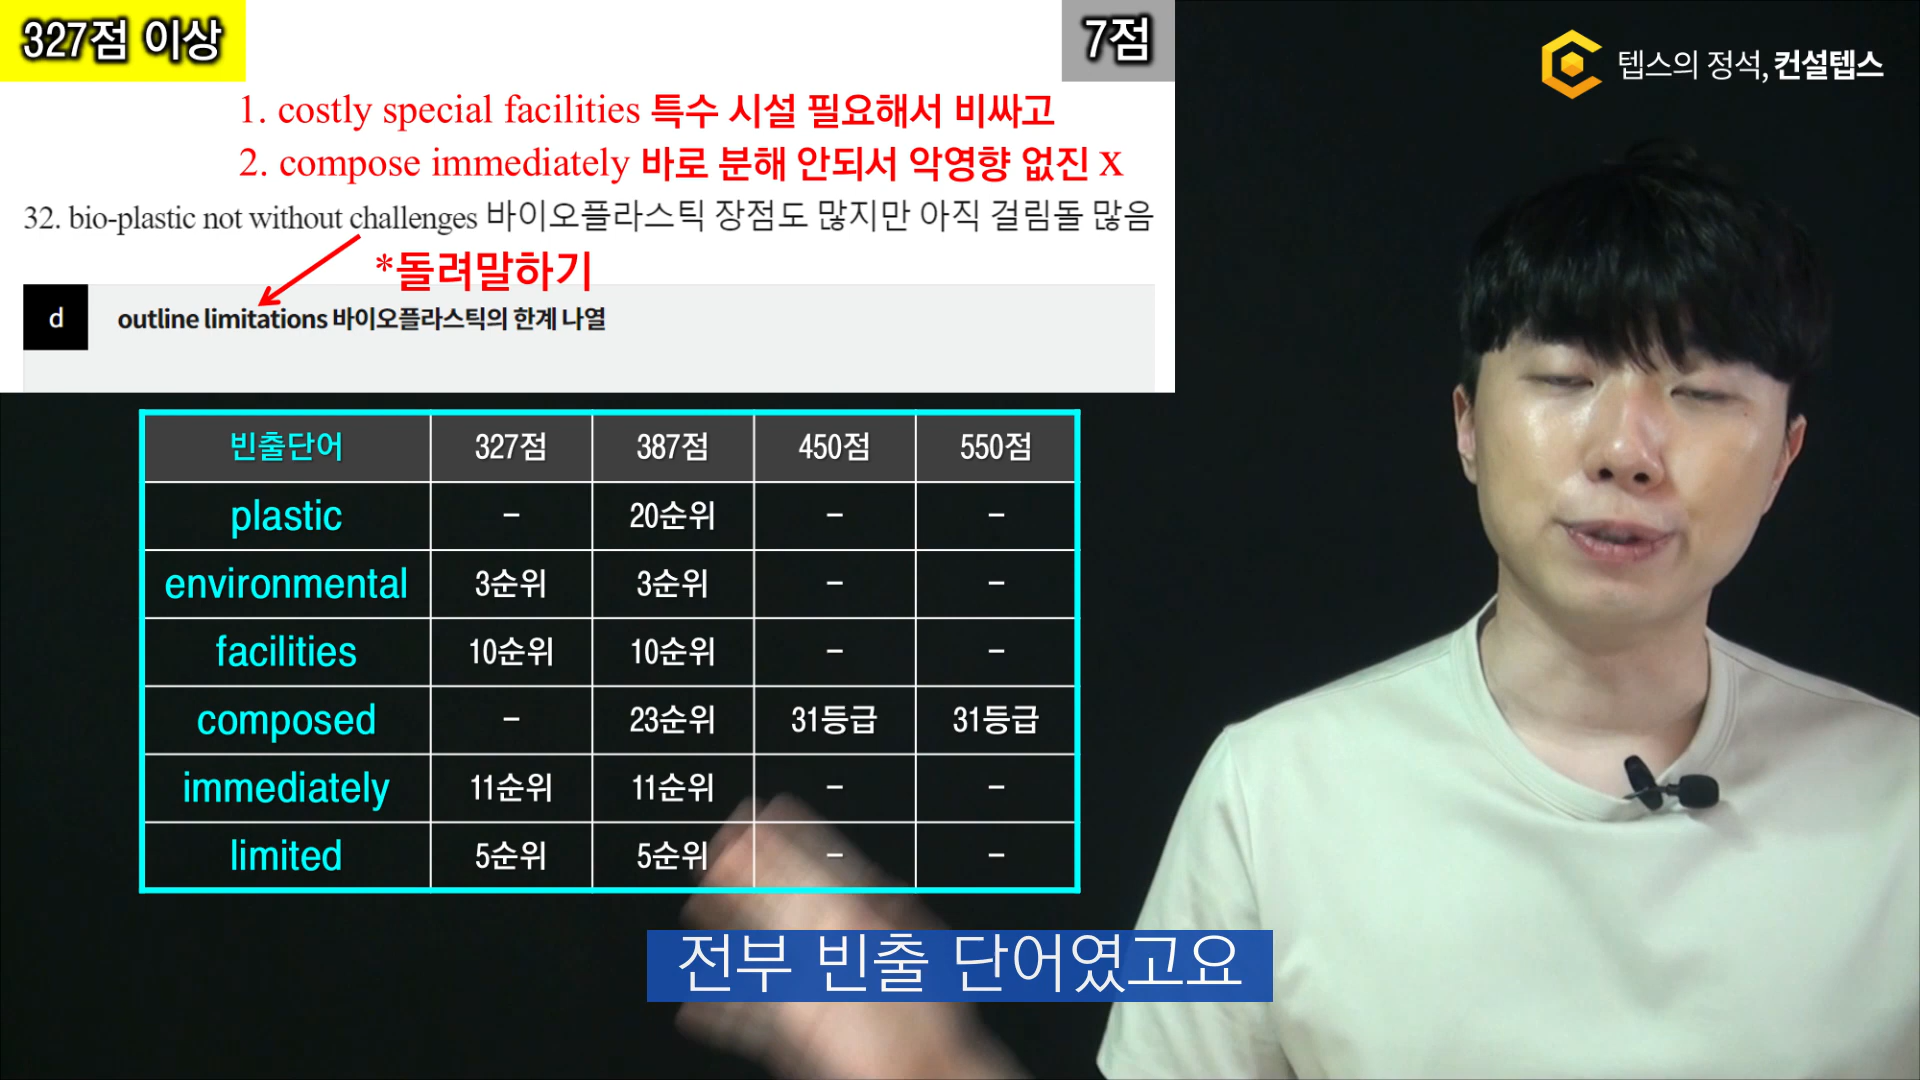 327점 이상
7점
텝스의 정석, 컨설텝스
1. costly special facilities 특수 시설 필요해서 비싸고
2. compose immediately 바로 분해 안되서 악영향 없진 X
32. bio-plastic not without challenges 바이오플라스틱 장점도 많지만 아직 걸림돌 많음
*돌려말하기
d outline limitations 바이오플라스틱의 한계 나열
빈출단어 327점 387점 450점 550점
plastic - 20순위 - -
environmental 3순위 3순위 - -
facilities 10순위 10순위 - -
composed - 23순위 31등급 31등급
immediately 11순위 11순위 - -
limited 5순위 5순위 - -
전부 빈출 단어였고요